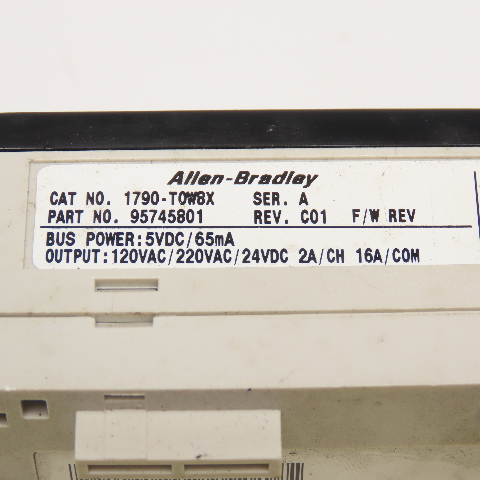 Allen-Bradley
CAT NO. 1790-T0W8X SER. A
PART NO. 95745801 REV. C01 F/W REV
BUS POWER:5VDC/65mA
OUTPUT:120VAC/220VAC/24VDC 2A/CH 16A/COM